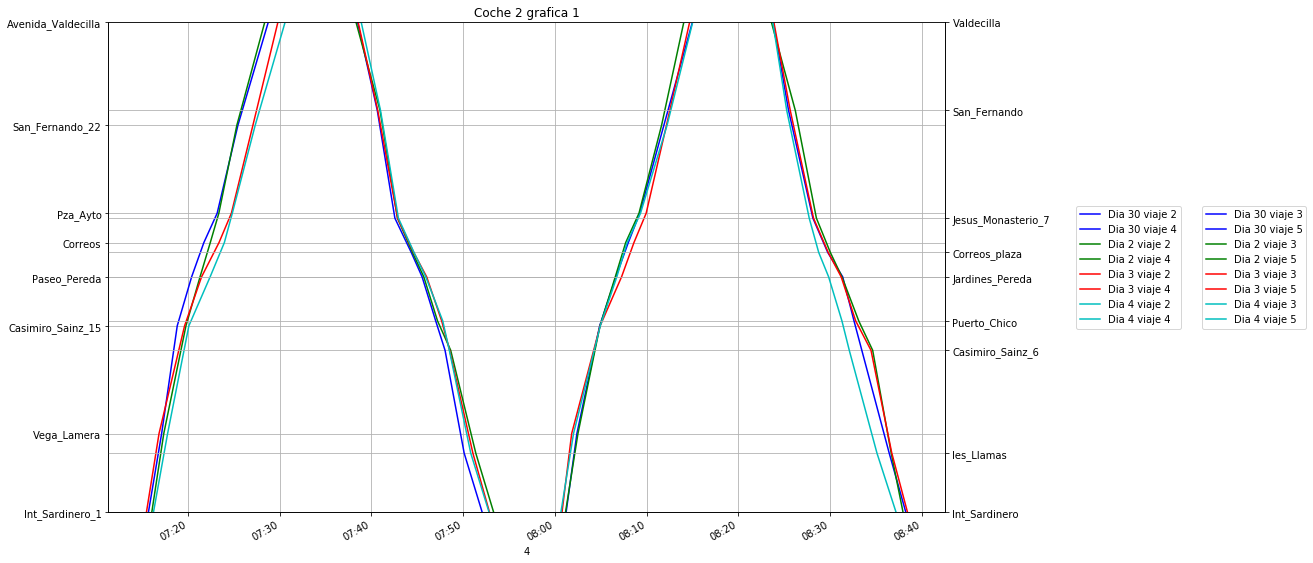 Coche 2 grafica 1
Avenida_Valdecilla
San_Fernando_22
Pza_Ayto
Correos
Paseo_Pereda
Casimiro_Sainz_15
Vega_Lamera
Int_Sardinero_1
Valdecilla
San_Fernando
Jesus_Monasterio_7
Correos_plaza
Jardines_Pereda
Puerto_Chico
Casimiro_Sainz_6
Ies_Llamas
Int_Sardinero
07:20
07:30
07:40
07:50
08:00
08:10
08:20
08:30
08:40
4
Dia 30 viaje 2
Dia 30 viaje 4
Dia 2 viaje 2
Dia 2 viaje 4
Dia 3 viaje 2
Dia 3 viaje 4
Dia 4 viaje 2
Dia 4 viaje 4
Dia 30 viaje 3
Dia 30 viaje 5
Dia 2 viaje 3
Dia 2 viaje 5
Dia 3 viaje 3
Dia 3 viaje 5
Dia 4 viaje 3
Dia 4 viaje 5